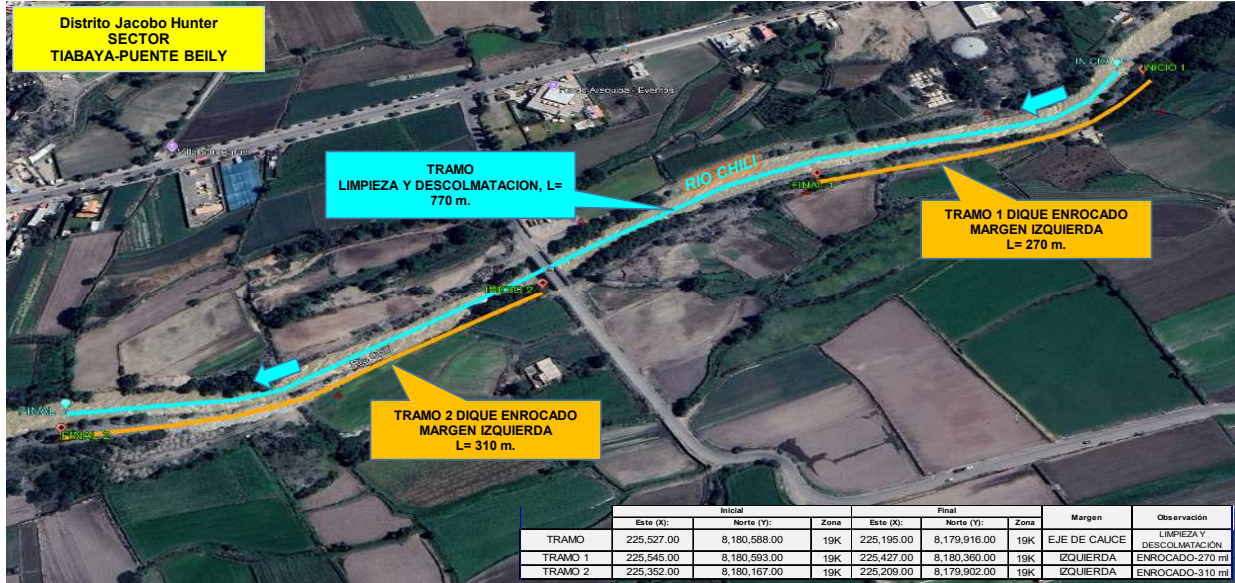 Distrito Jacobo Hunter
SECTOR
TIABAYA-PUENTE BEILY
INICIO 1
Arequipa - Eventos
TRAMO
LIMPIEZA Y DESCOLMATACION, L=
770 m.
RIO CHILI
FINAL 1
TRAMO 1 DIQUE ENROCADO
MARGEN IZQUIERDA
L= 270 m.
INICIO 2
TRAMO 2 DIQUE ENROCADO
MARGEN IZQUIERDA
L= 310 m.
FINAL
FINAL 2
Inicial Final Margen Observación
Este (X): Norte (Y): Zona Este (X): Norte (Y): Zona
TRAMO 225,527.00 8,180,588.00 19K 225,195.00 8,179,916.00 19K EJE DE CAUCE LIMPIEZA Y DESCOLMATACIÓN
TRAMO 1 225,545.00 8,180,593.00 19K 225,427.00 8,180,360.00 19K IZQUIERDA ENROCADO-270 ml
TRAMO 2 225,352.00 8,180,167.00 19K 225,209.00 8,179,902.00 19K IZQUIERDA ENROCADO-310 ml